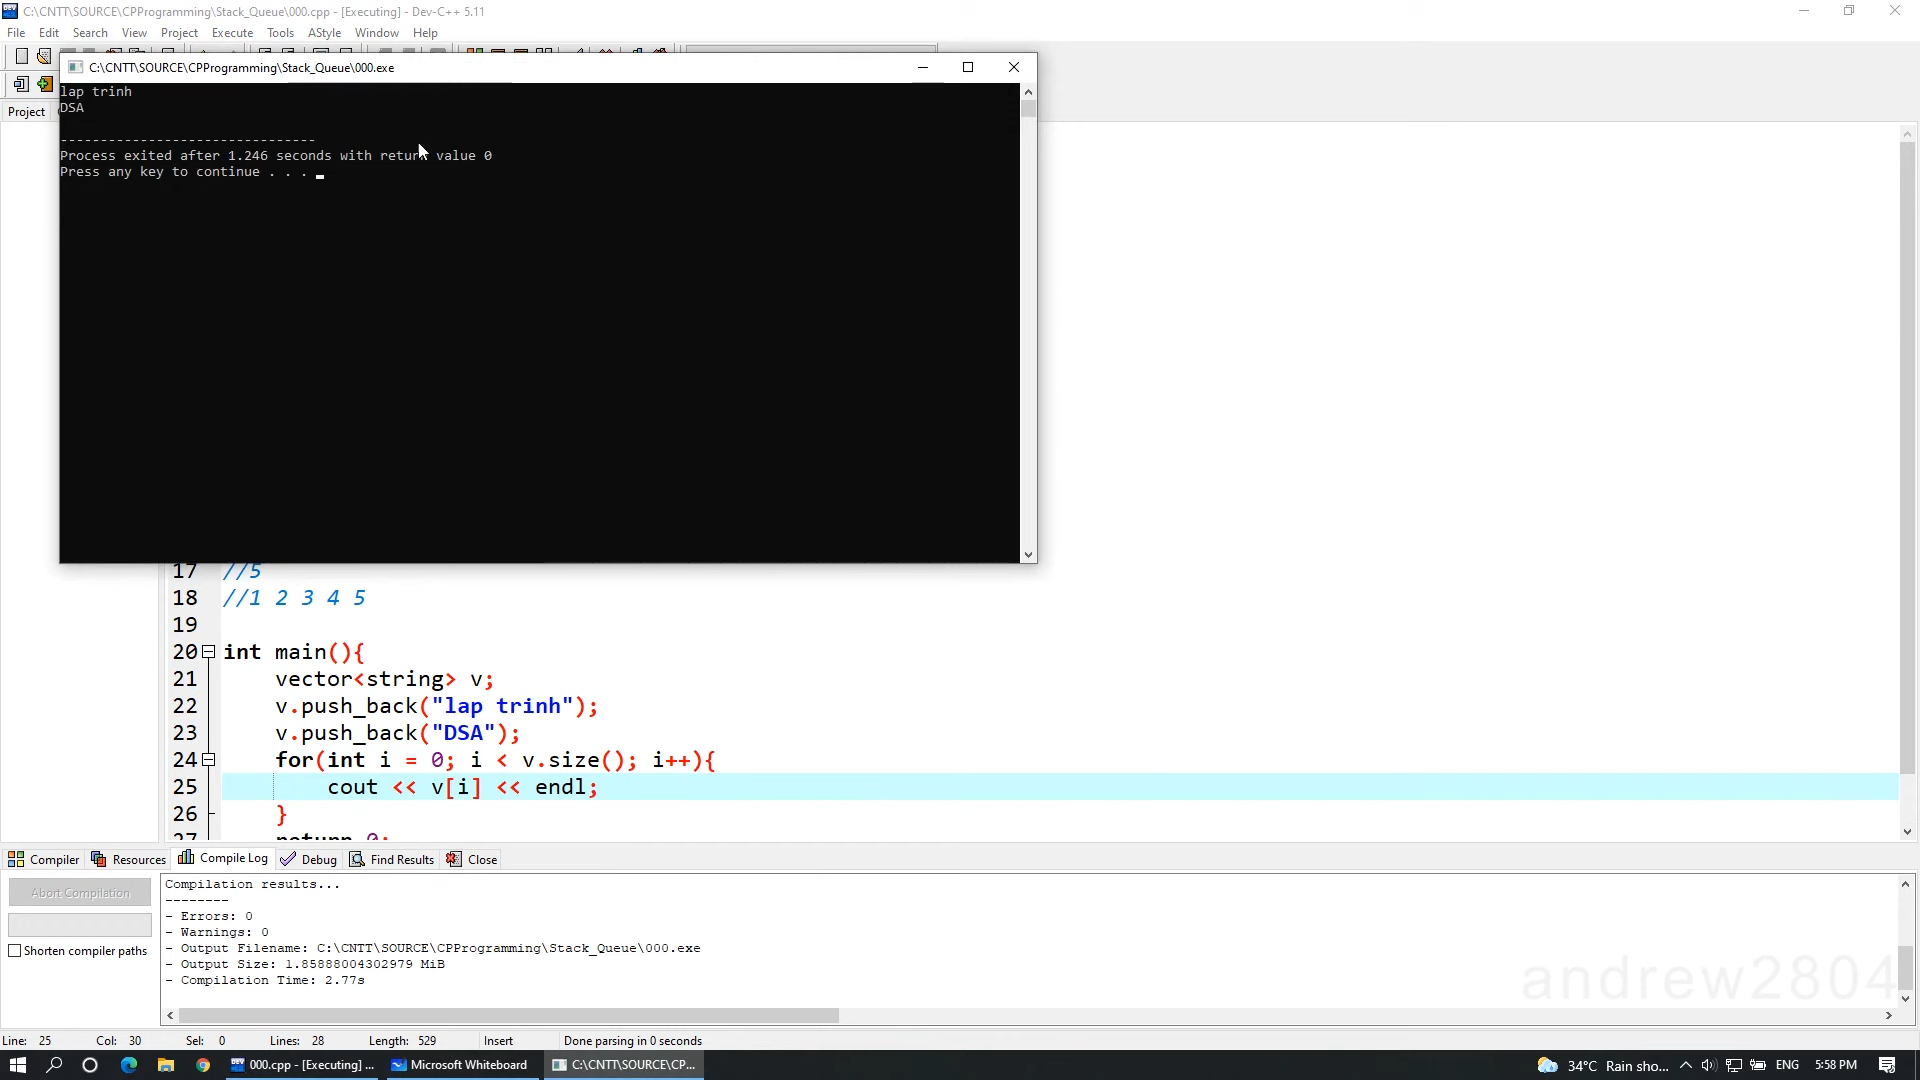 C:\CNTT\SOURCE\CPProgramming\Stack_Queue\000.cpp - [Executing] - Dev-C++ 5.11
File Edit Search View Project Execute Tools AStyle Window Help
C:\CNTT\SOURCE\CPProgramming\Stack_Queue\000.exe
Project
lap trinh
DSA
--------------------------------
Process exited after 1.246 seconds with return value 0
Press any key to continue . . .
17 //5
18 //1 2 3 4 5
19
20 int main(){
21 vector<string> v;
22 v.push_back("lap trinh");
23 v.push_back("DSA");
24 for(int i = 0; i < v.size(); i++){
25 cout << v[i] << endl;
26 }
27 return 0;
Compiler Resources Compile Log Debug Find Results Close
Abort Compilation
Shorten compiler paths
Compilation results...
--------
- Errors: 0
- Warnings: 0
- Output Filename: C:\CNTT\SOURCE\CPProgramming\Stack_Queue\000.exe
- Output Size: 1.85888004302979 MiB
- Compilation Time: 2.77s
andrew2804
Line: 25 Col: 30 Sel: 0 Lines: 28 Length: 529 Insert Done parsing in 0 seconds
000.cpp - [Executing] ... Microsoft Whiteboard C:\CNTT\SOURCE\CP... 34°C Rain sho... ENG 5:58 PM